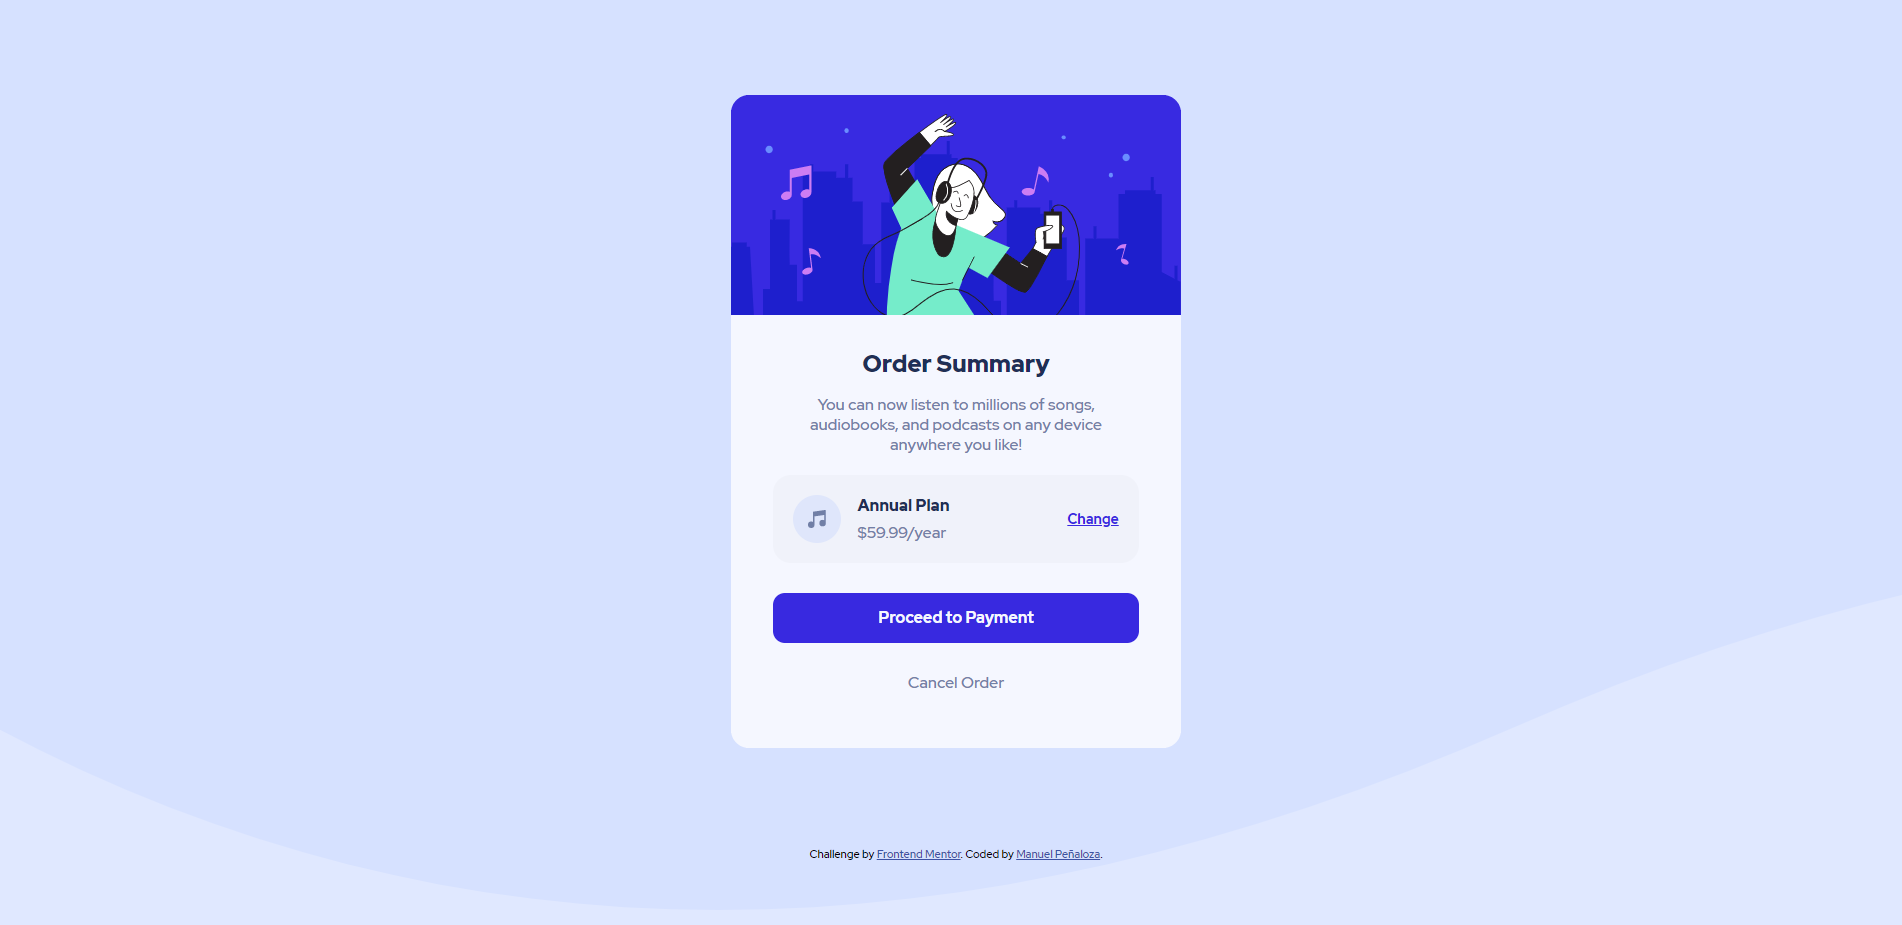 Order Summary
You can now listen to millions of songs,
audiobooks, and podcasts on any device
anywhere you like!
Annual Plan
$59.99/year
Change
Proceed to Payment
Cancel Order
Challenge by Frontend Mentor. Coded by Manuel Peñaloza.